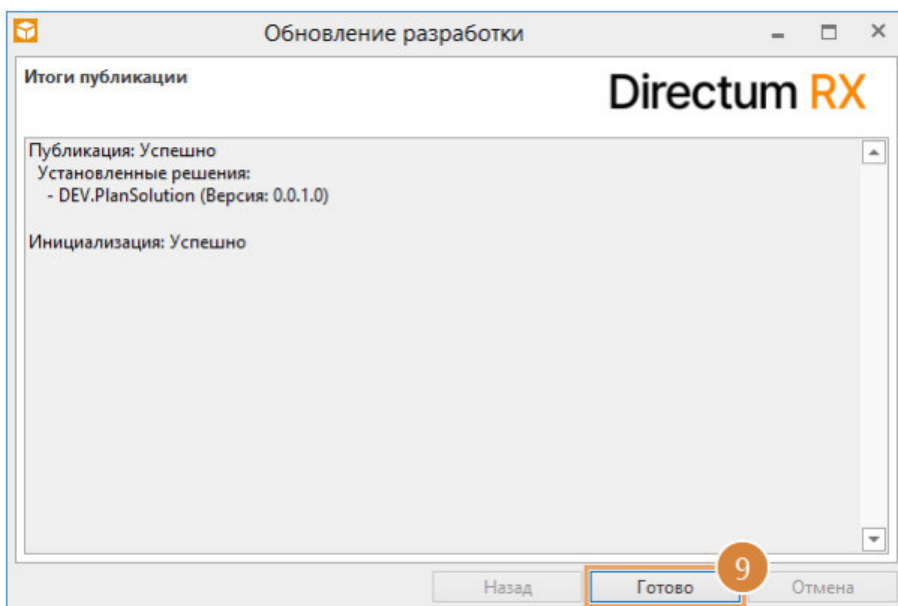 Обновление разработки
Итоги публикации
Directum RX
Публикация: Успешно
Установленные решения:
- DEV.PlanSolution (Версия: 0.0.1.0)
Инициализация: Успешно
9
Назад Готово Отмена